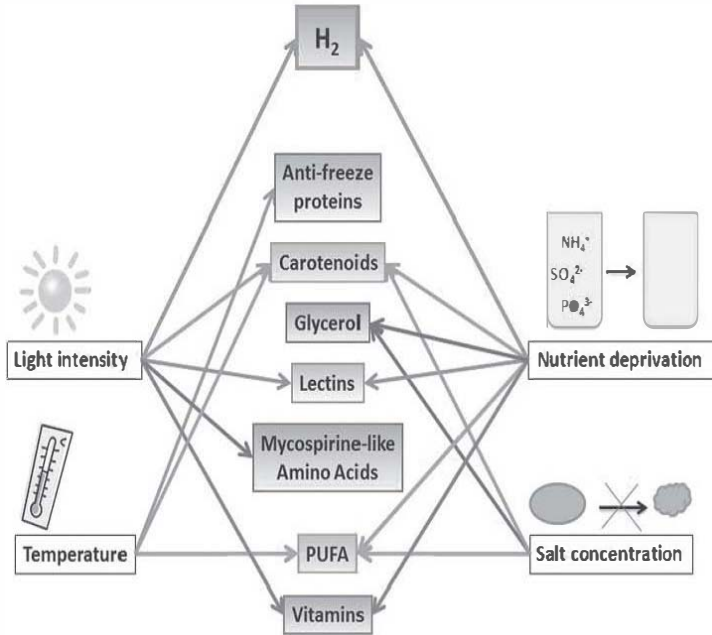 H₂
Anti-freeze
proteins
Carotenoids
Glycerol
Lectins
Mycospirine-like
Amino Acids
PUFA
Vitamins
Light intensity
Temperature
NH₄⁺
SO₄²⁻
PO₄³⁻
Nutrient deprivation
Salt concentration